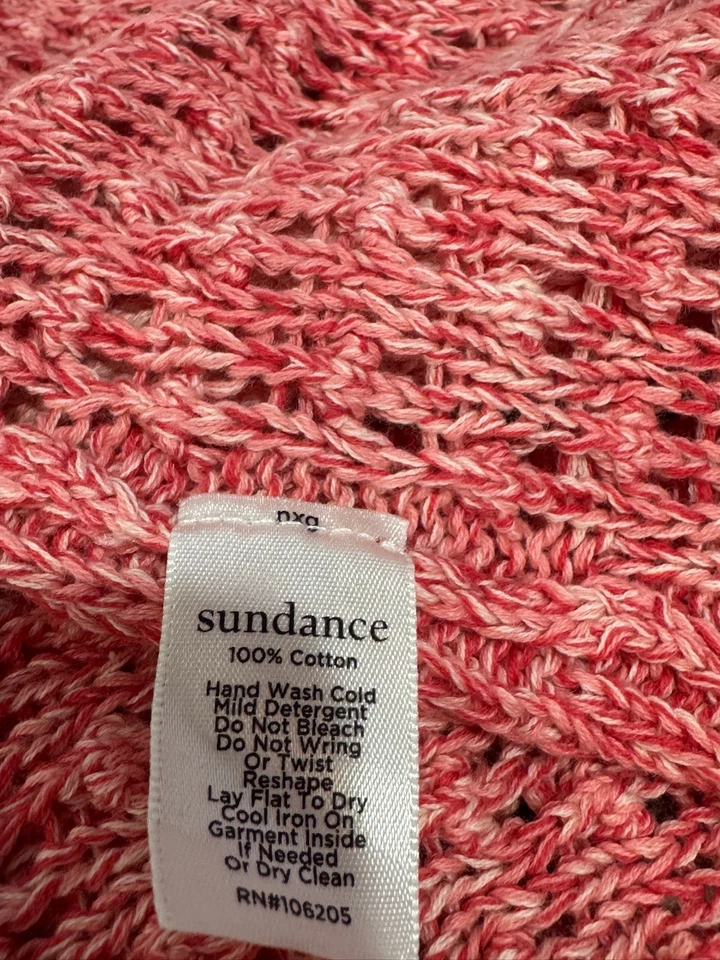 sundance
100% Cotton
Hand Wash Cold
Mild Detergent
Do Not Bleach
Do Not Wring
Or Twist
Reshape
Lay Flat To Dry
Cool Iron On
Garment Inside
If Needed
Or Dry Clean
RN#106205